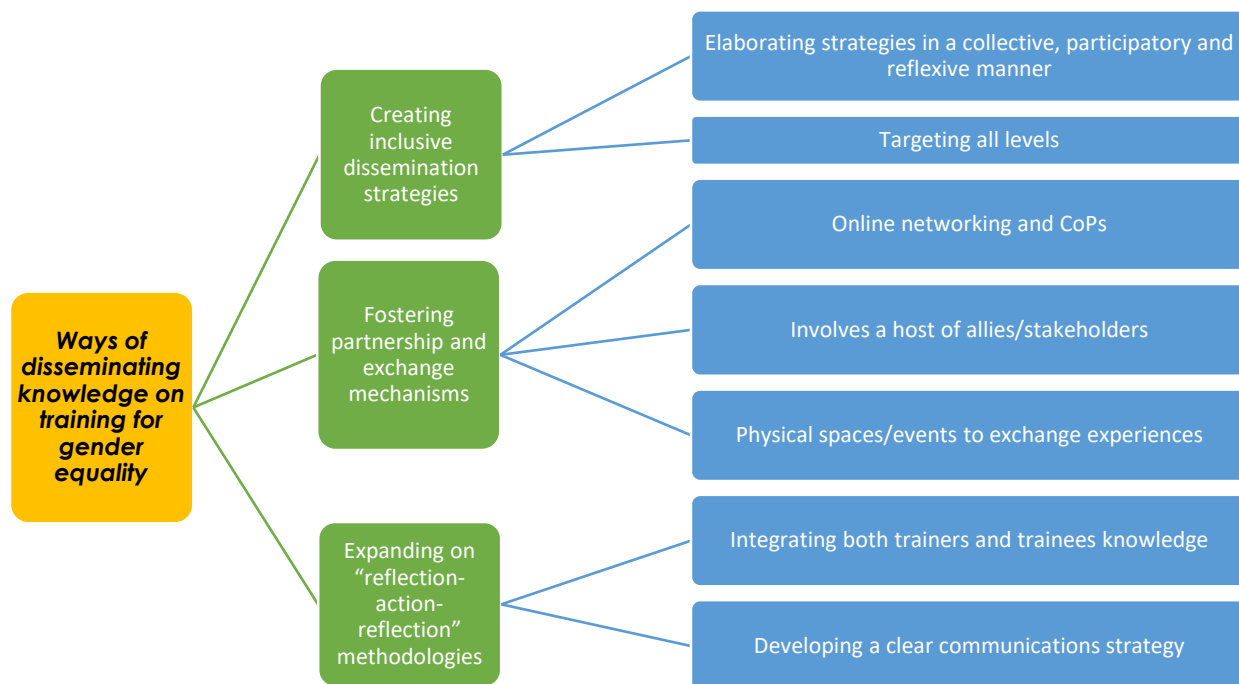 Ways of
disseminating
knowledge on
training for
gender
equality
Creating
inclusive
dissemination
strategies
Elaborating strategies in a collective, participatory and
reflexive manner
Targeting all levels
Fostering
partnership and
exchange
mechanisms
Online networking and CoPs
Involves a host of allies/stakeholders
Physical spaces/events to exchange experiences
Expanding on
“reflection-
action-
reflection”
methodologies
Integrating both trainers and trainees knowledge
Developing a clear communications strategy